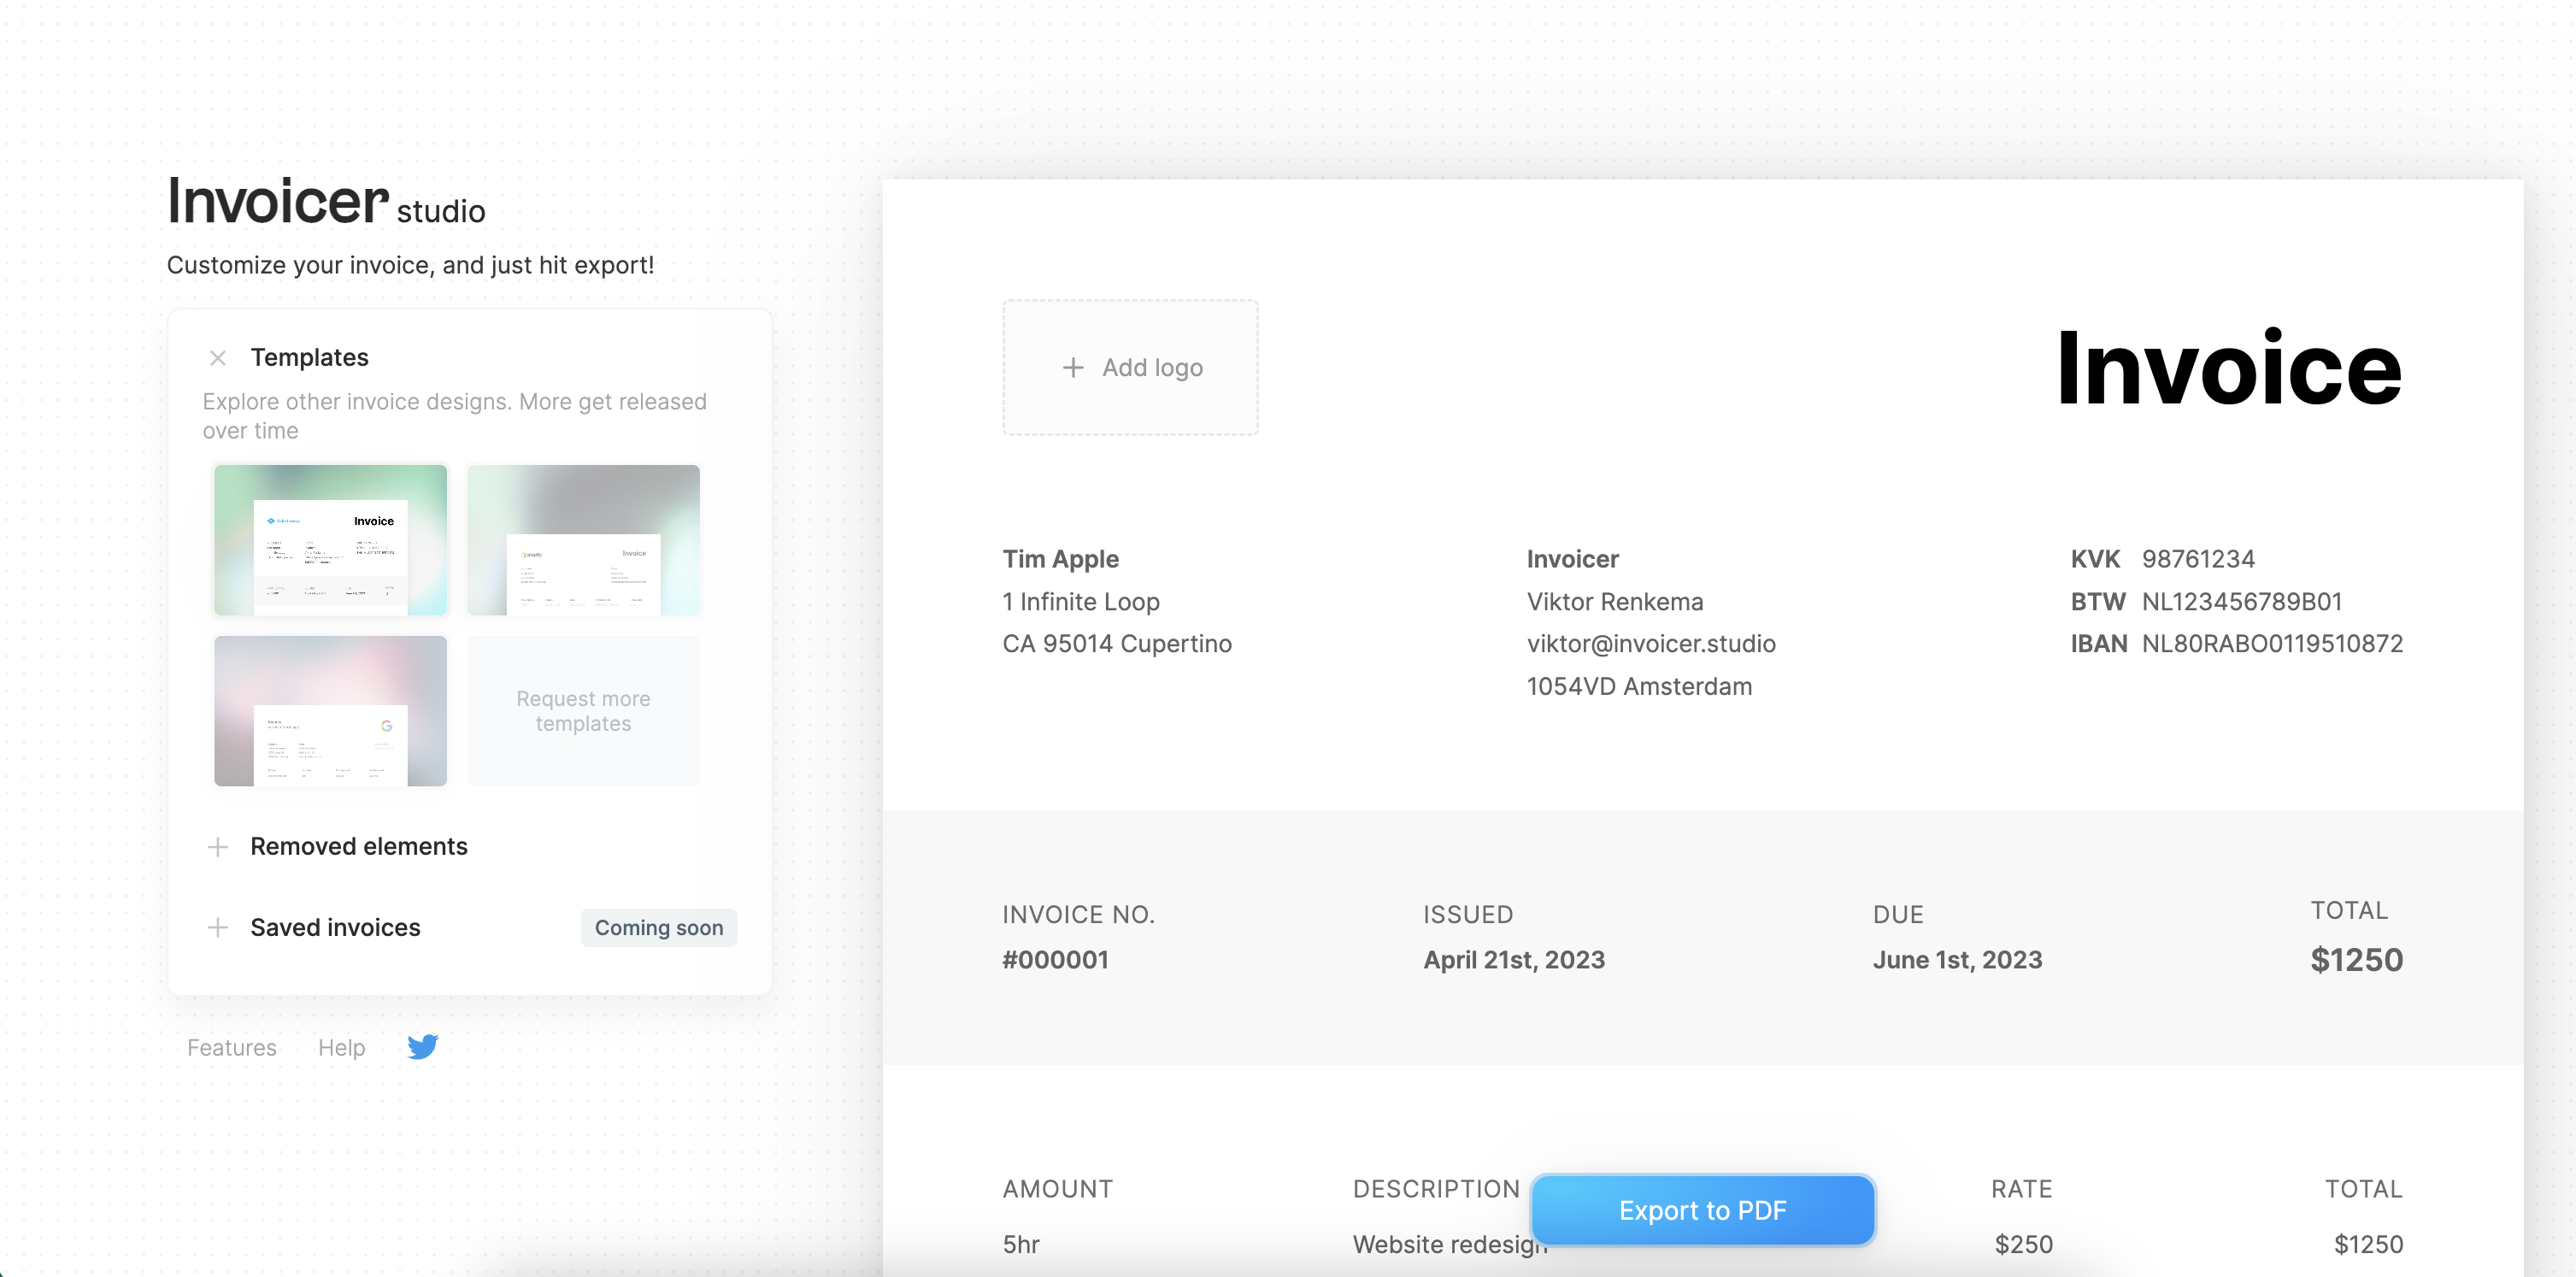 Invoicer studio
Customize your invoice, and just hit export!
Templates
Explore other invoice designs. More get released
over time
Invoice
shopify
Invoice
G
Request more
templates
Removed elements
Saved invoices
Coming soon
Features Help
Add logo
Invoice
Tim Apple
1 Infinite Loop
CA 95014 Cupertino
Invoicer
Viktor Renkema
viktor@invoicer.studio
1054VD Amsterdam
KVK 98761234
BTW NL123456789B01
IBAN NL80RABO0119510872
INVOICE NO.
#000001
ISSUED
April 21st, 2023
DUE
June 1st, 2023
TOTAL
$1250
AMOUNT DESCRIPTION RATE TOTAL
5hr Website redesign $250 $1250
Export to PDF